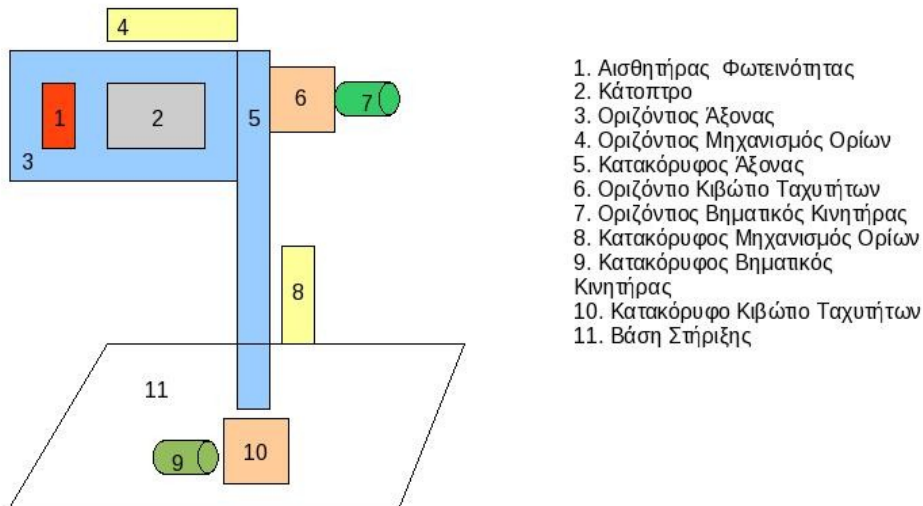 4
1
2
3
5
6
7
8
11
9
10
1. Αισθητήρας Φωτεινότητας
2. Κάτοπτρο
3. Οριζόντιος Άξονας
4. Οριζόντιος Μηχανισμός Ορίων
5. Κατακόρυφος Άξονας
6. Οριζόντιο Κιβώτιο Ταχυτήτων
7. Οριζόντιος Βηματικός Κινητήρας
8. Κατακόρυφος Μηχανισμός Ορίων
9. Κατακόρυφος Βηματικός
Κινητήρας
10. Κατακόρυφο Κιβώτιο Ταχυτήτων
11. Βάση Στήριξης